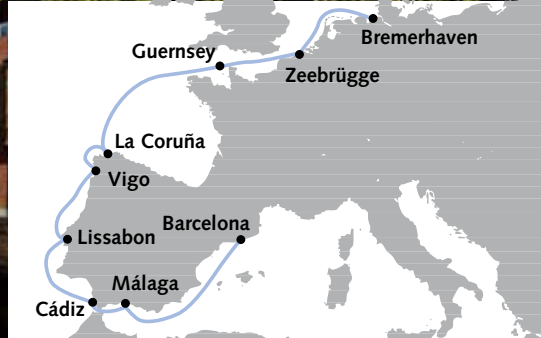 Bremerhaven
Guernsey
Zeebrügge
La Coruña
Vigo
Barcelona
Lissabon
Málaga
Cádiz